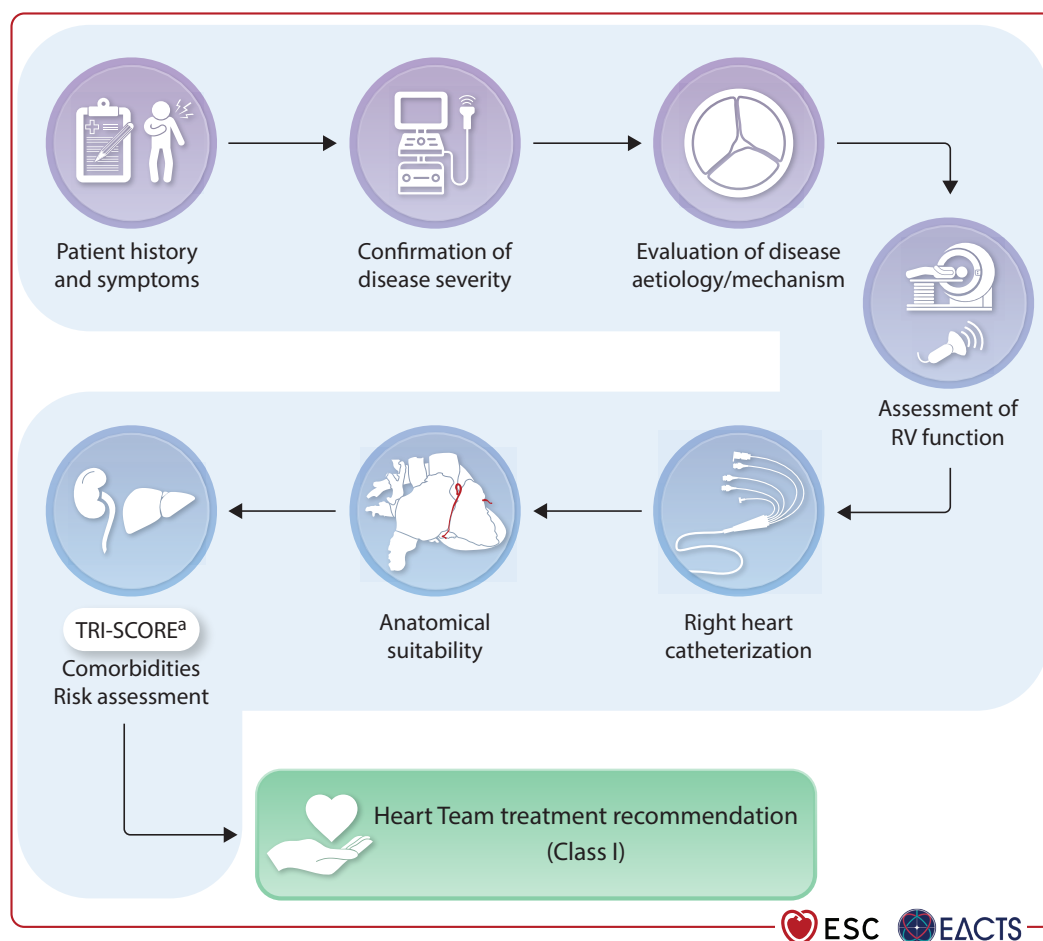 Patient history
and symptoms
Confirmation of
disease severity
Evaluation of disease
aetiology/mechanism
Assessment of
RV function
Right heart
catheterization
Anatomical
suitability
TRI-SCOREᵃ
Comorbidities
Risk assessment
Heart Team treatment recommendation
(Class I)
ESC
EACTS